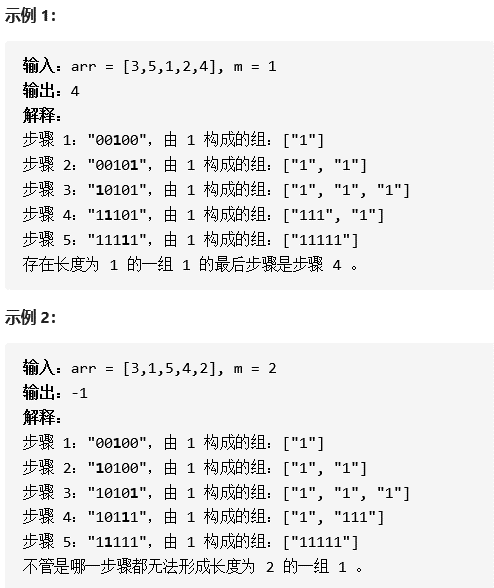 示例 1：
输入：arr = [3,5,1,2,4], m = 1
输出：4
解释：
步骤 1："00100"，由 1 构成的组：["1"]
步骤 2："00101"，由 1 构成的组：["1", "1"]
步骤 3："10101"，由 1 构成的组：["1", "1", "1"]
步骤 4："11101"，由 1 构成的组：["111", "1"]
步骤 5："11111"，由 1 构成的组：["11111"]
存在长度为 1 的一组 1 的最后步骤是步骤 4 。
示例 2：
输入：arr = [3,1,5,4,2], m = 2
输出：-1
解释：
步骤 1："00100"，由 1 构成的组：["1"]
步骤 2："10100"，由 1 构成的组：["1", "1"]
步骤 3："10101"，由 1 构成的组：["1", "1", "1"]
步骤 4："10111"，由 1 构成的组：["1", "111"]
步骤 5："11111"，由 1 构成的组：["11111"]
不管是哪一步骤都无法形成长度为 2 的一组 1 。